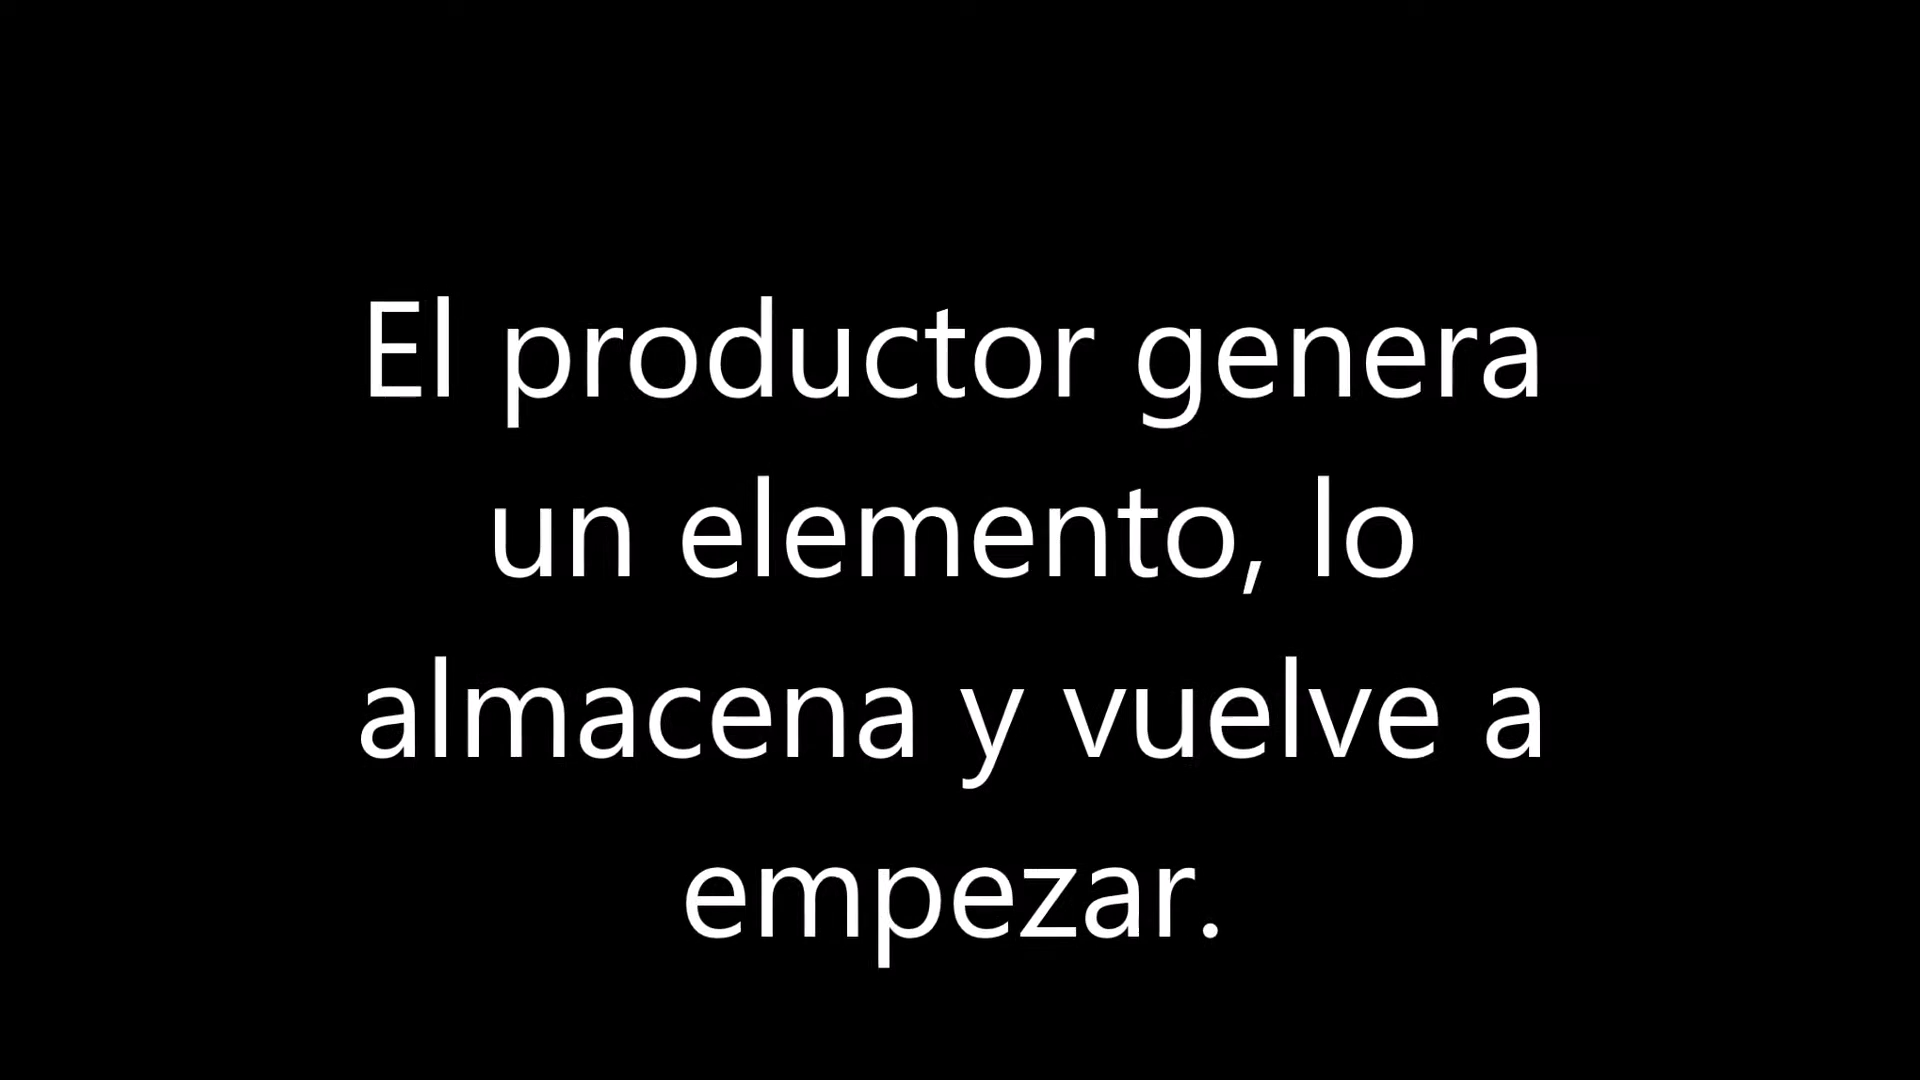 El productor genera
un elemento, lo
almacena y vuelve a
empezar.